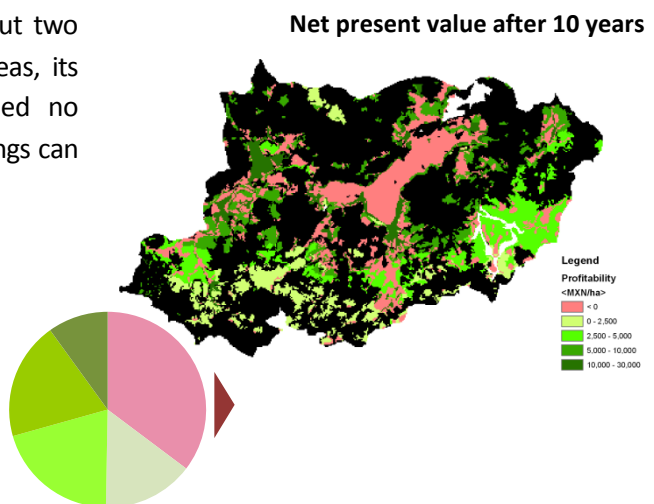 ut two
eas, its
ed no
ngs can
Net present value after 10 years
Legend
Profitability
<MXN/ha>
< 0
0 - 2,500
2,500 - 5,000
5,000 - 10,000
10,000 - 30,000